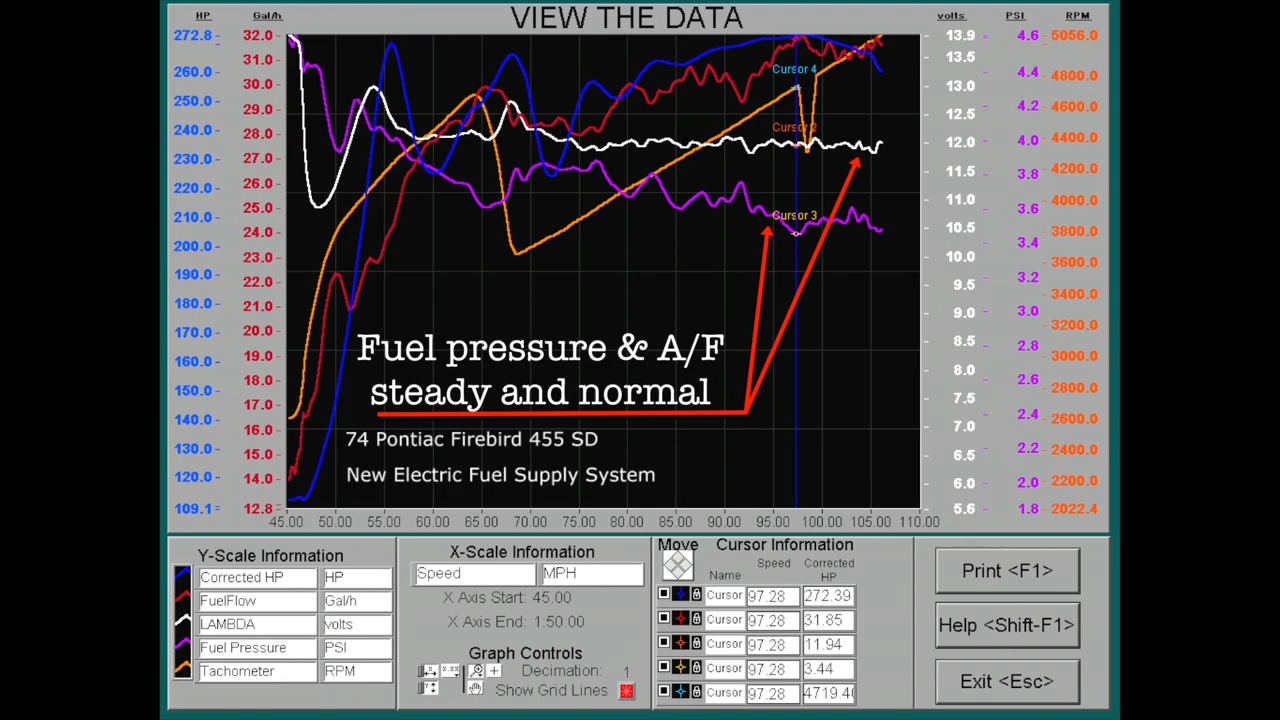 VIEW THE DATA
HP Gal/h volts PSI RPM
272.8 32.0 13.9 4.6 5056.0
31.0 13.5
260.0 30.0 13.0 4.4 4800.0
250.0 29.0 12.5 4.2 4600.0
240.0 28.0 12.0 4.0 4400.0
230.0 27.0 11.5 3.8 4200.0
220.0 26.0 11.0 3.6 4000.0
210.0 25.0 10.5 3.4 3800.0
200.0 24.0 10.0 3.2 3600.0
190.0 23.0 9.5 3.0 3400.0
180.0 22.0 9.0 2.8 3200.0
170.0 21.0 8.5 2.6 3000.0
160.0 20.0 8.0 2.4 2800.0
150.0 19.0 7.5 2.2 2600.0
140.0 18.0 7.0 2.0 2400.0
130.0 17.0 6.5 1.8 2200.0
120.0 16.0 6.0 2022.4
109.1 15.0 5.6
14.0
12.8
Cursor 4
Cursor 2
Cursor 3
Fuel pressure & A/F
steady and normal
74 Pontiac Firebird 455 SD
New Electric Fuel Supply System
45.00 50.00 55.00 60.00 65.00 70.00 75.00 80.00 85.00 90.00 95.00 100.00 105.00 110.00
Y-Scale Information
Corrected HP HP
FuelFlow Gal/h
LAMBDA volts
Fuel Pressure PSI
Tachometer RPM
X-Scale Information
Speed MPH
X Axis Start: 45.00
X Axis End: 1:50.00
Graph Controls
Decimation: 1
Show Grid Lines
Move Cursor Information
Name Speed Corrected HP
Cursor 97.28 272.39
Cursor 97.28 31.85
Cursor 97.28 11.94
Cursor 97.28 3.44
Cursor 97.28 4719.40
Print <F1>
Help <Shift-F1>
Exit <Esc>